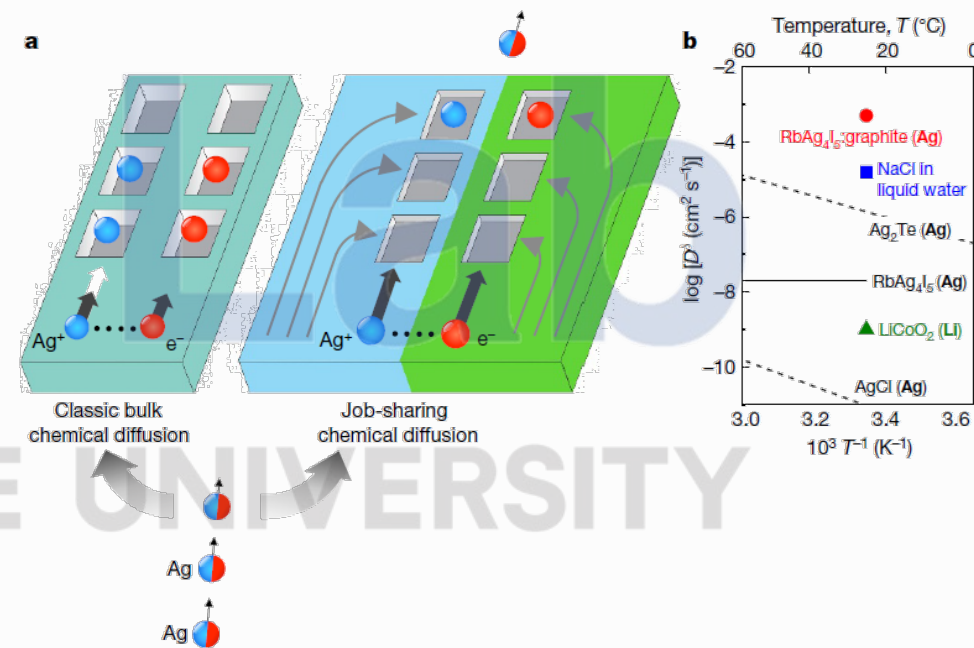 a
Ag⁺
e⁻
Ag⁺
e⁻
Classic bulk
chemical diffusion
Job-sharing
chemical diffusion
Ag
Ag
b
Temperature, T (°C)
60 40 20 0
−2
−4
−6
−8
−10
log [Dᵟ (cm² s⁻¹)]
RbAg₄I₅:graphite (Ag)
NaCl in
liquid water
Ag₂Te (Ag)
RbAg₄I₅ (Ag)
LiCoO₂ (Li)
AgCl (Ag)
3.0 3.2 3.4 3.6
10³ T⁻¹ (K⁻¹)
Lab
E UNIVERSITY